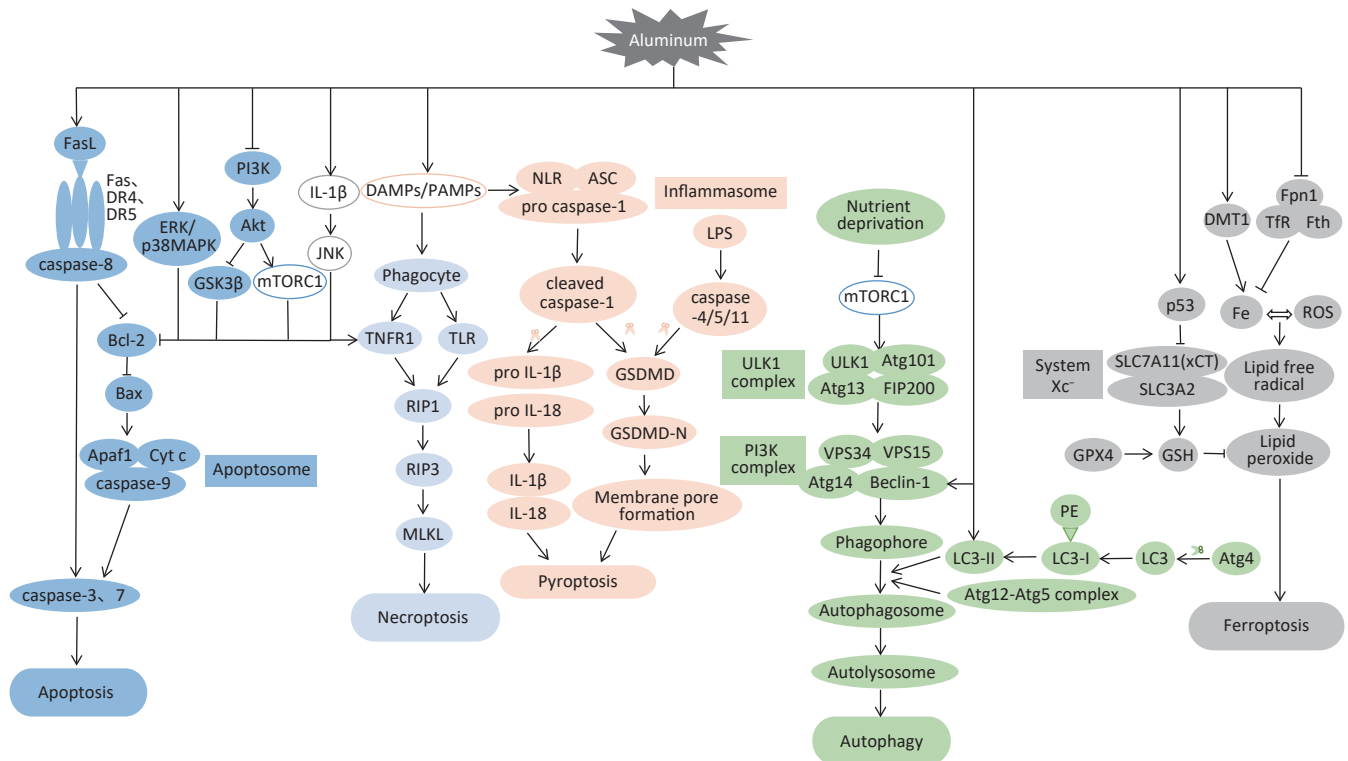 Aluminum
FasL
Fas、
DR4、
DR5
caspase-8
ERK/
p38MAPK
PI3K
Akt
GSK3β
mTORC1
IL-1β
JNK
Bcl-2
Bax
Apaf1
Cyt c
caspase-9
Apoptosome
caspase-3、7
Apoptosis
DAMPs/PAMPs
Phagocyte
TNFR1
TLR
RIP1
RIP3
MLKL
Necroptosis
NLR
ASC
pro caspase-1
Inflammasome
LPS
cleaved
caspase-1
caspase
-4/5/11
pro IL-1β
pro IL-18
GSDMD
GSDMD-N
IL-1β
IL-18
Membrane pore
formation
Pyroptosis
Nutrient
deprivation
mTORC1
ULK1
complex
ULK1
Atg101
Atg13
FIP200
PI3K
complex
VPS34
VPS15
Atg14
Beclin-1
Phagophore
LC3-II
LC3-I
PE
LC3
Atg4
Atg12-Atg5 complex
Autophagosome
Autolysosome
Autophagy
p53
System
Xc⁻
SLC7A11(xCT)
SLC3A2
GPX4
GSH
DMT1
Fpn1
TfR
Fth
Fe
ROS
Lipid free
radical
Lipid
peroxide
Ferroptosis